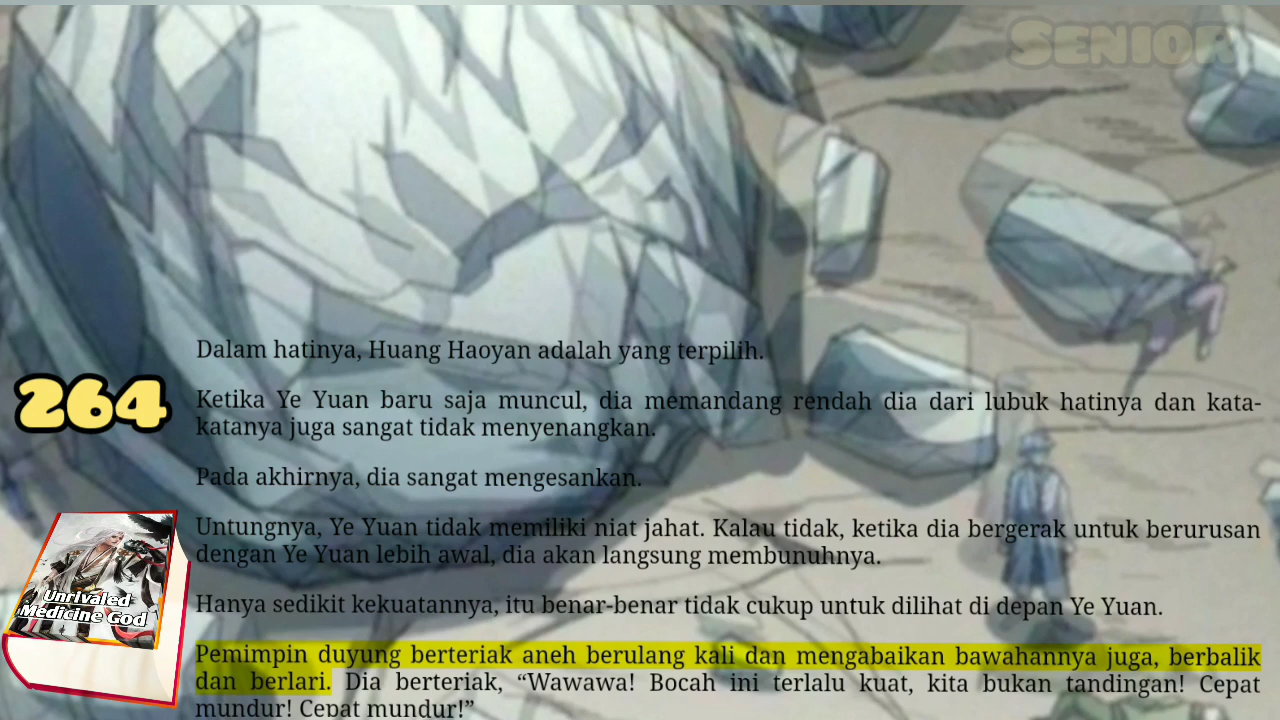 SENIOR
Dalam hatinya, Huang Haoyan adalah yang terpilih.
264
Ketika Ye Yuan baru saja muncul, dia memandang rendah dia dari lubuk hatinya dan kata-
katanya juga sangat tidak menyenangkan.
Pada akhirnya, dia sangat mengesankan.
Untungnya, Ye Yuan tidak memiliki niat jahat. Kalau tidak, ketika dia bergerak untuk berurusan
dengan Ye Yuan lebih awal, dia akan langsung membunuhnya.
Unrivaled
Medicine God
Hanya sedikit kekuatannya, itu benar-benar tidak cukup untuk dilihat di depan Ye Yuan.
Pemimpin duyung berteriak aneh berulang kali dan mengabaikan bawahannya juga, berbalik
dan berlari. Dia berteriak, “Wawawa! Bocah ini terlalu kuat, kita bukan tandingan! Cepat
mundur! Cepat mundur!”